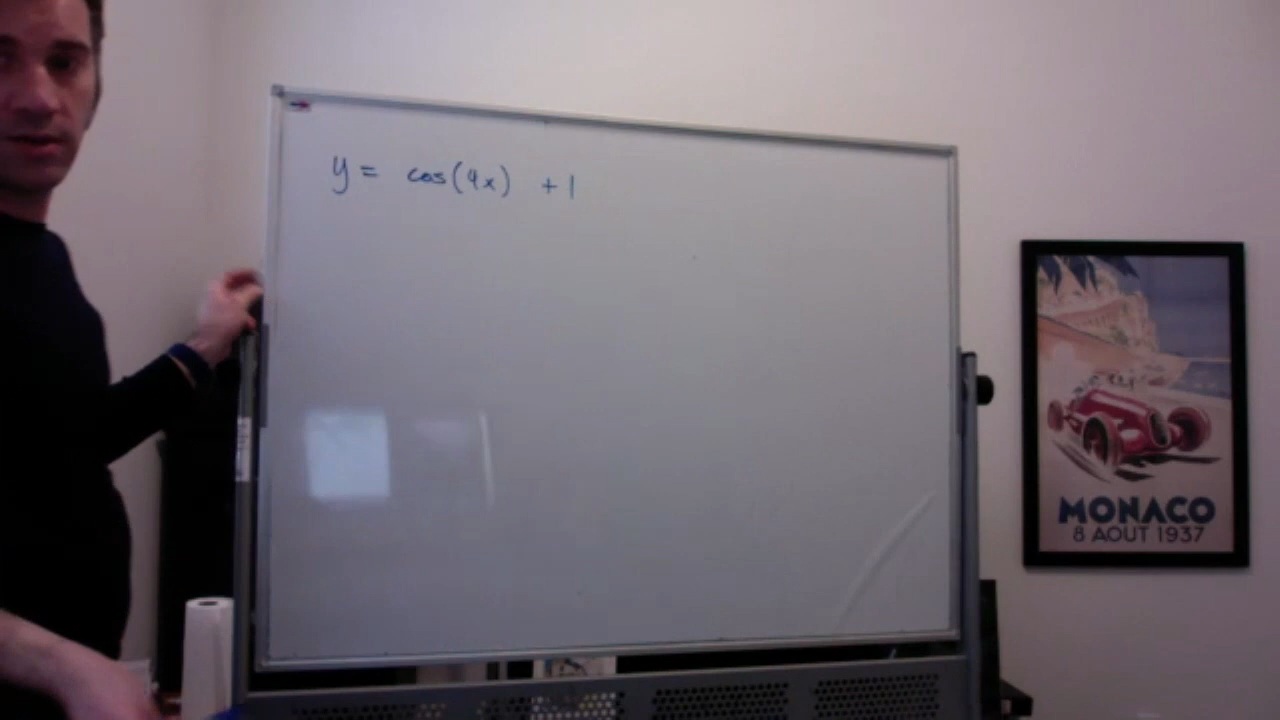 y = cos(4x) +1
MONACO
8 AOUT 1937